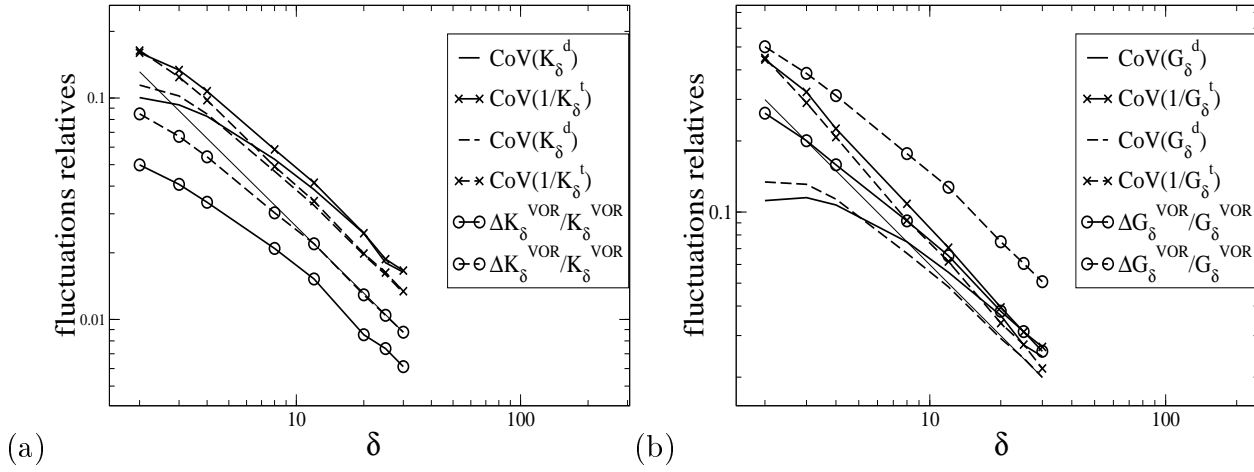 fluctuations relatives
0.1
0.01
10
100
δ
CoV(K_δ^d)
CoV(1/K_δ^t)
CoV(K_δ^d)
CoV(1/K_δ^t)
ΔK_δ^VOR/K_δ^VOR
ΔK_δ^VOR/K_δ^VOR
(a)
fluctuations relatives
0.1
10
100
δ
CoV(G_δ^d)
CoV(1/G_δ^t)
CoV(G_δ^d)
CoV(1/G_δ^t)
ΔG_δ^VOR/G_δ^VOR
ΔG_δ^VOR/G_δ^VOR
(b)